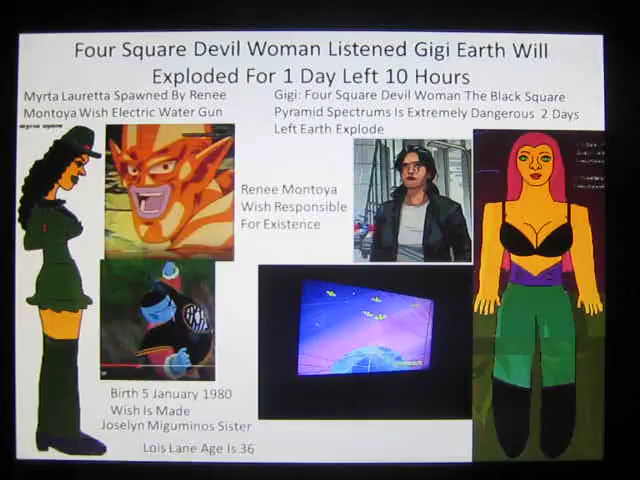 Four Square Devil Woman Listened Gigi Earth Will
Exploded For 1 Day Left 10 Hours
Myrta Lauretta Spawned By Renee
Montoya Wish Electric Water Gun
Gigi: Four Square Devil Woman The Black Square
Pyramid Spectrums Is Extremely Dangerous 2 Days
Left Earth Explode
Renee Montoya
Wish Responsible
For Existence
Birth 5 January 1980
Wish Is Made
Joselyn Miguminos Sister
Lois Lane Age Is 36